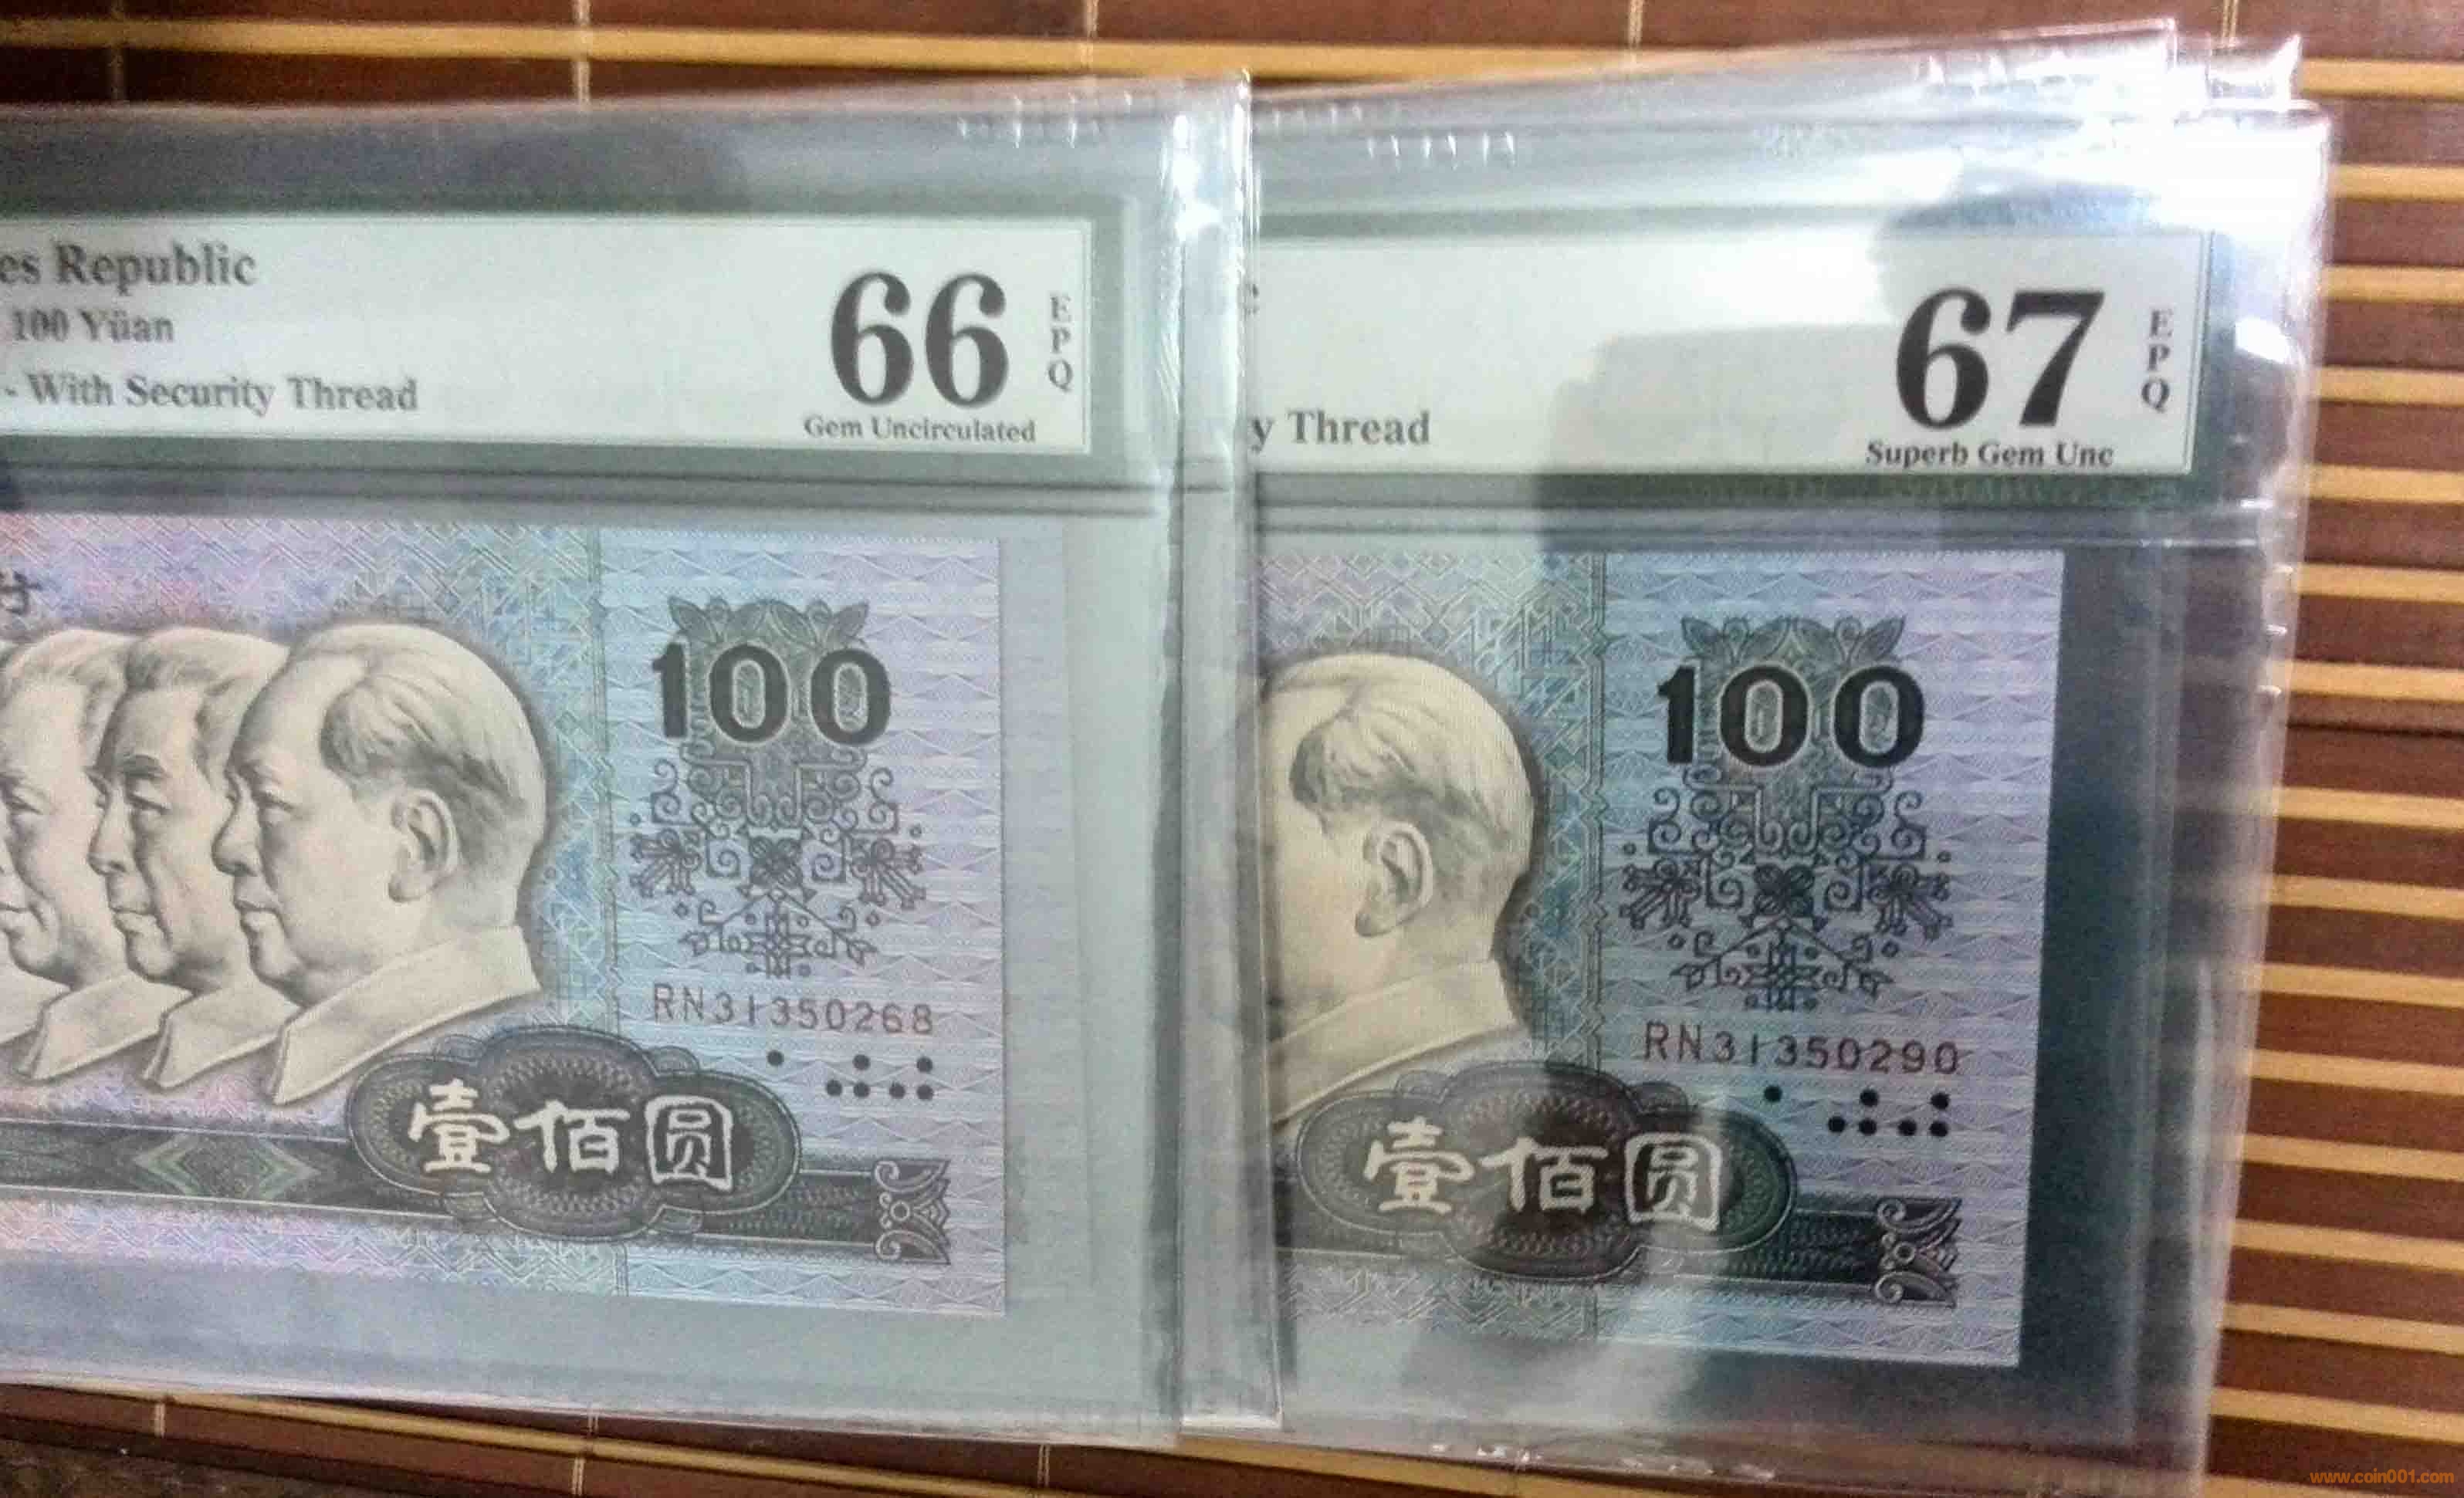 es Republic
100 Yüan
- With Security Thread
66
EPQ
Gem Uncirculated
行
100
RN31350268
壹佰圆
c
y Thread
67
EPQ
Superb Gem Unc
100
RN31350290
壹佰圆
www.coin001.com